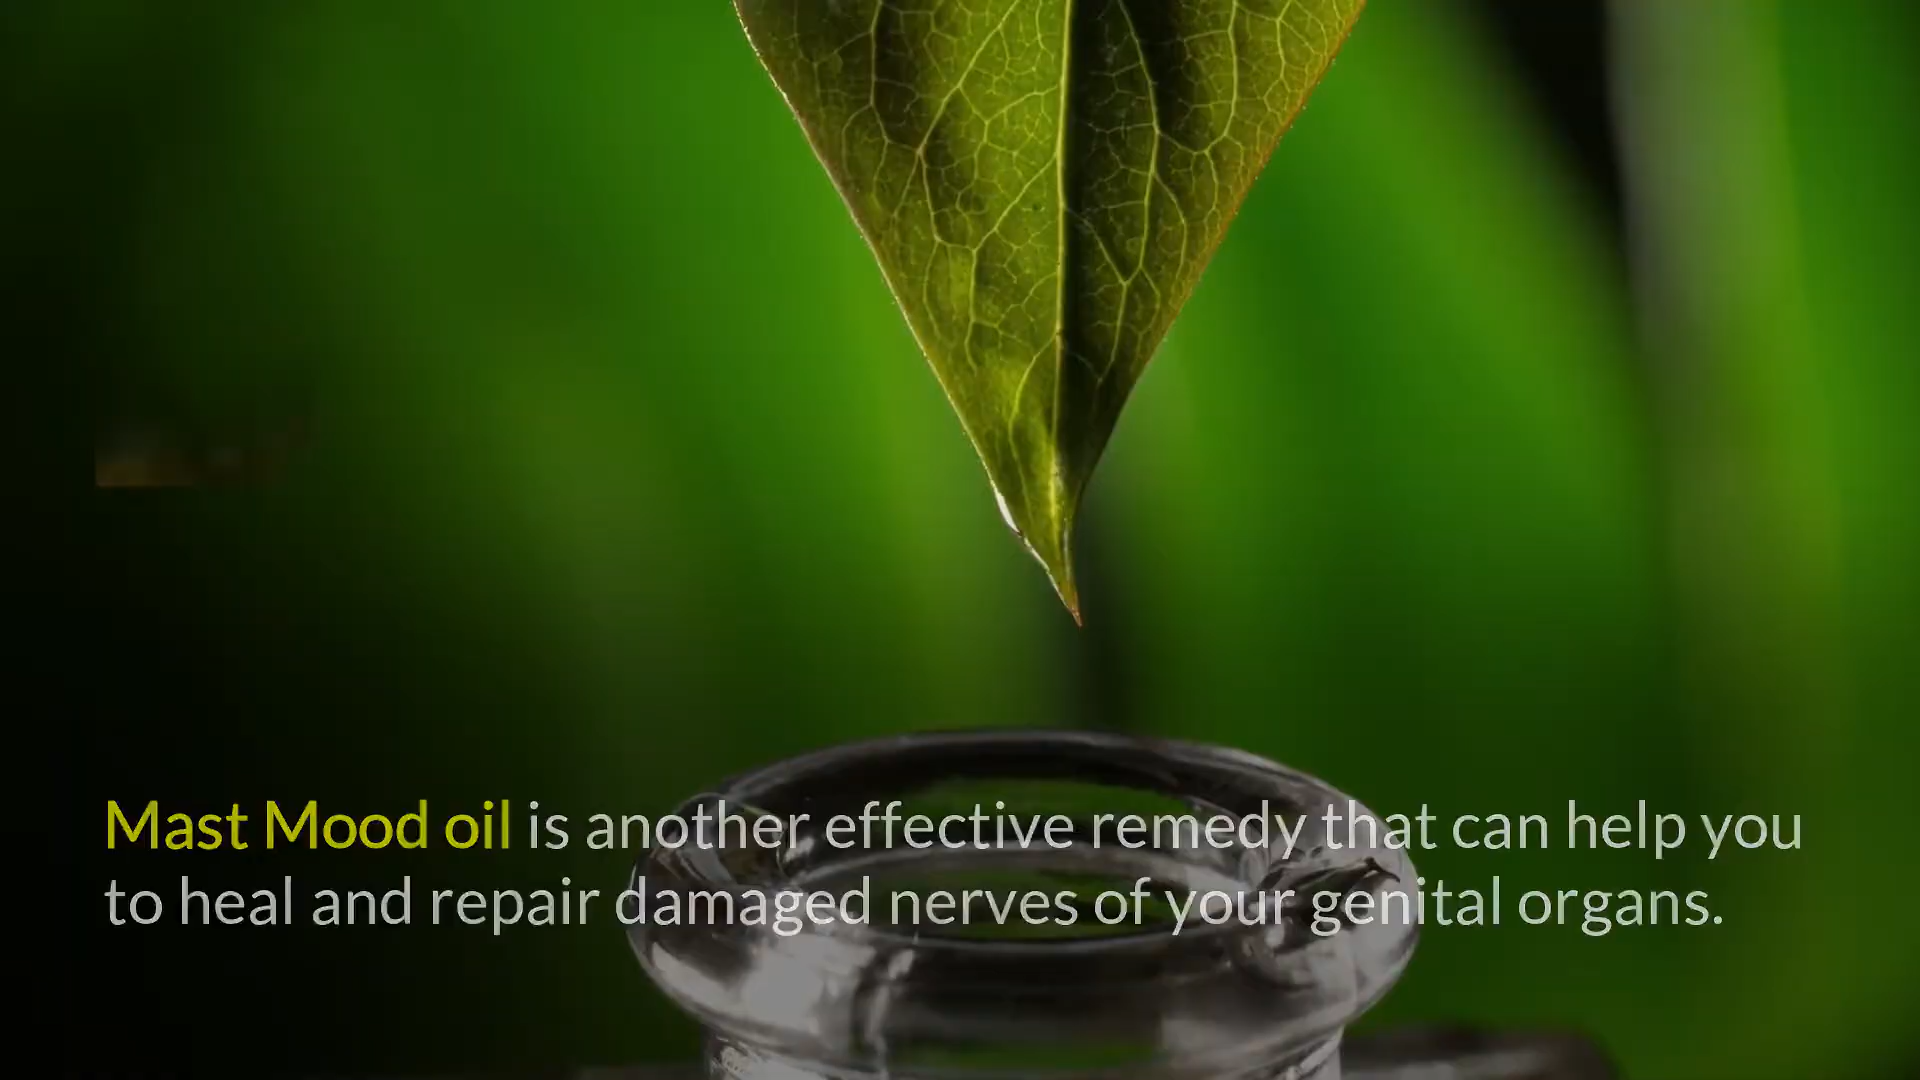 Mast Mood oil is another effective remedy that can help you
to heal and repair damaged nerves of your genital organs.